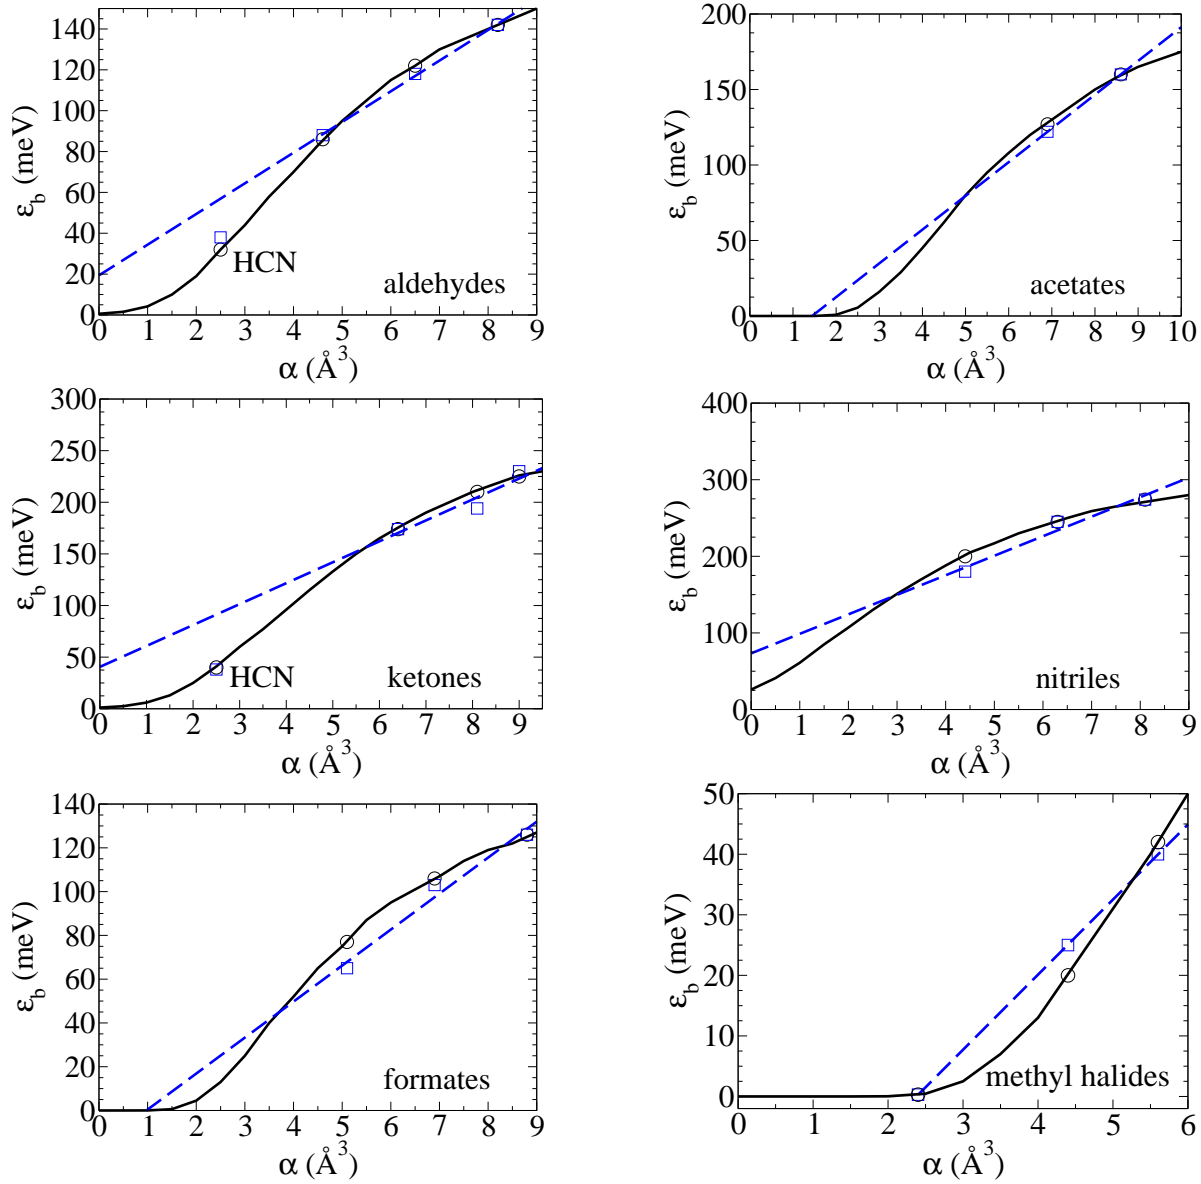 140
120
100
80
60
40
20
0
ε_b (meV)
HCN
aldehydes
0 1 2 3 4 5 6 7 8 9
α (Å^3)
200
150
100
50
0
ε_b (meV)
acetates
0 1 2 3 4 5 6 7 8 9 10
α (Å^3)
300
250
200
150
100
50
0
ε_b (meV)
HCN
ketones
0 1 2 3 4 5 6 7 8 9
α (Å^3)
400
300
200
100
0
ε_b (meV)
nitriles
0 1 2 3 4 5 6 7 8 9
α (Å^3)
140
120
100
80
60
40
20
0
ε_b (meV)
formates
0 1 2 3 4 5 6 7 8 9
α (Å^3)
50
40
30
20
10
0
ε_b (meV)
methyl halides
0 1 2 3 4 5 6
α (Å^3)